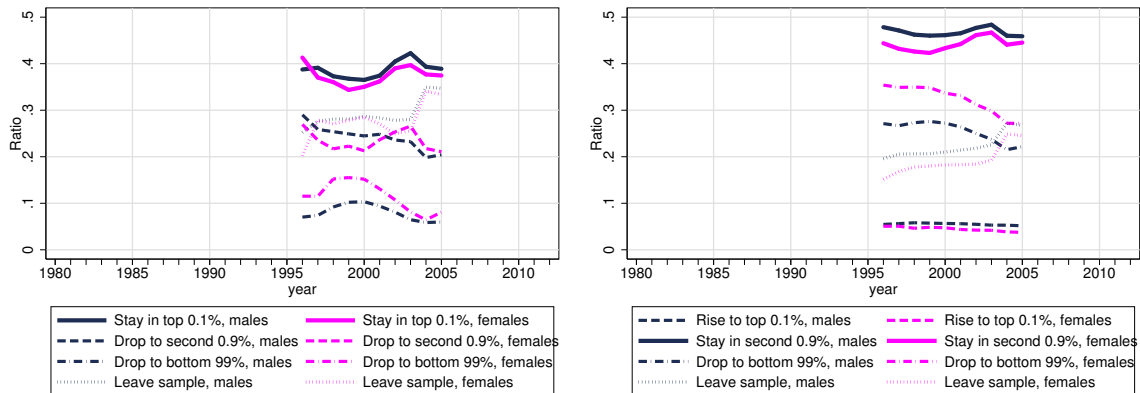 Ratio
0 .1 .2 .3 .4 .5
1980 1985 1990 1995 2000 2005 2010
year
Stay in top 0.1%, males Stay in top 0.1%, females
Drop to second 0.9%, males Drop to second 0.9%, females
Drop to bottom 99%, males Drop to bottom 99%, females
Leave sample, males Leave sample, females
Ratio
0 .1 .2 .3 .4 .5
1980 1985 1990 1995 2000 2005 2010
year
Rise to top 0.1%, males Rise to top 0.1%, females
Stay in second 0.9%, males Stay in second 0.9%, females
Drop to bottom 99%, males Drop to bottom 99%, females
Leave sample, males Leave sample, females